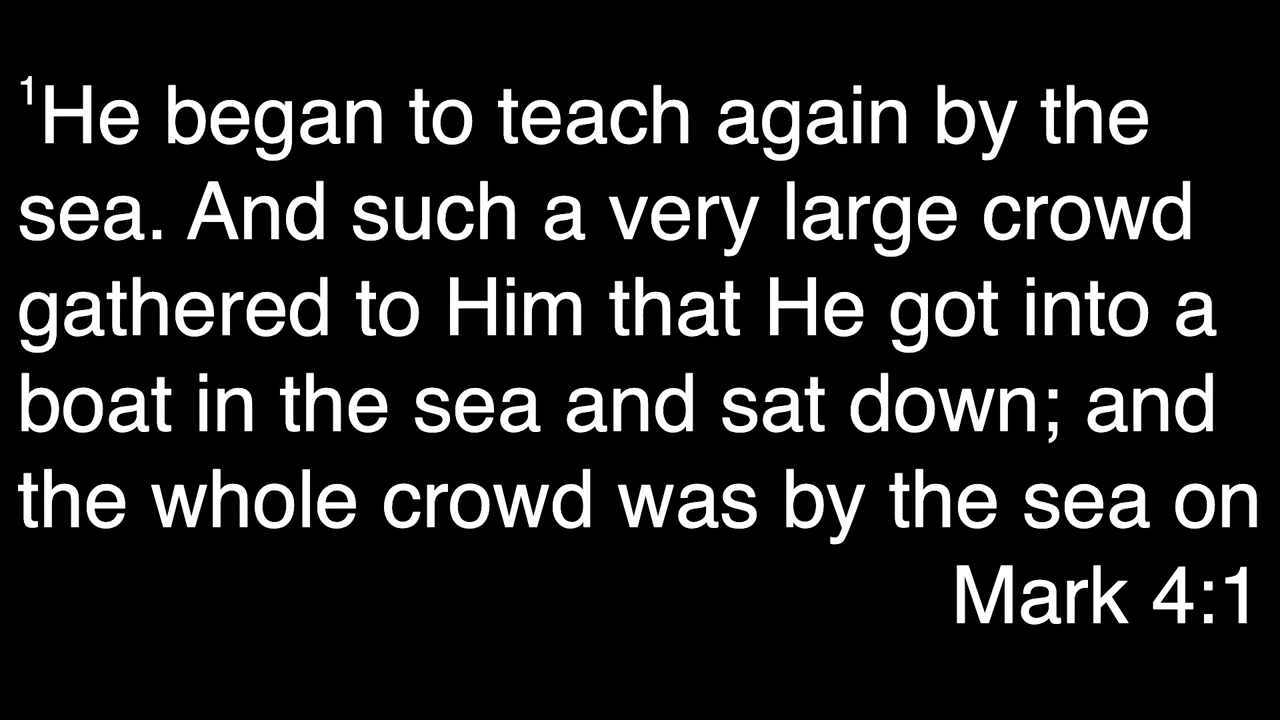 ¹He began to teach again by the
sea. And such a very large crowd
gathered to Him that He got into a
boat in the sea and sat down; and
the whole crowd was by the sea on
Mark 4:1